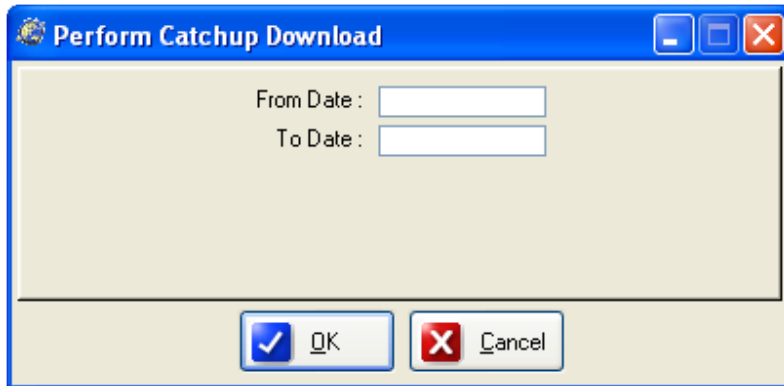 Perform Catchup Download
From Date :
To Date :
OK
Cancel